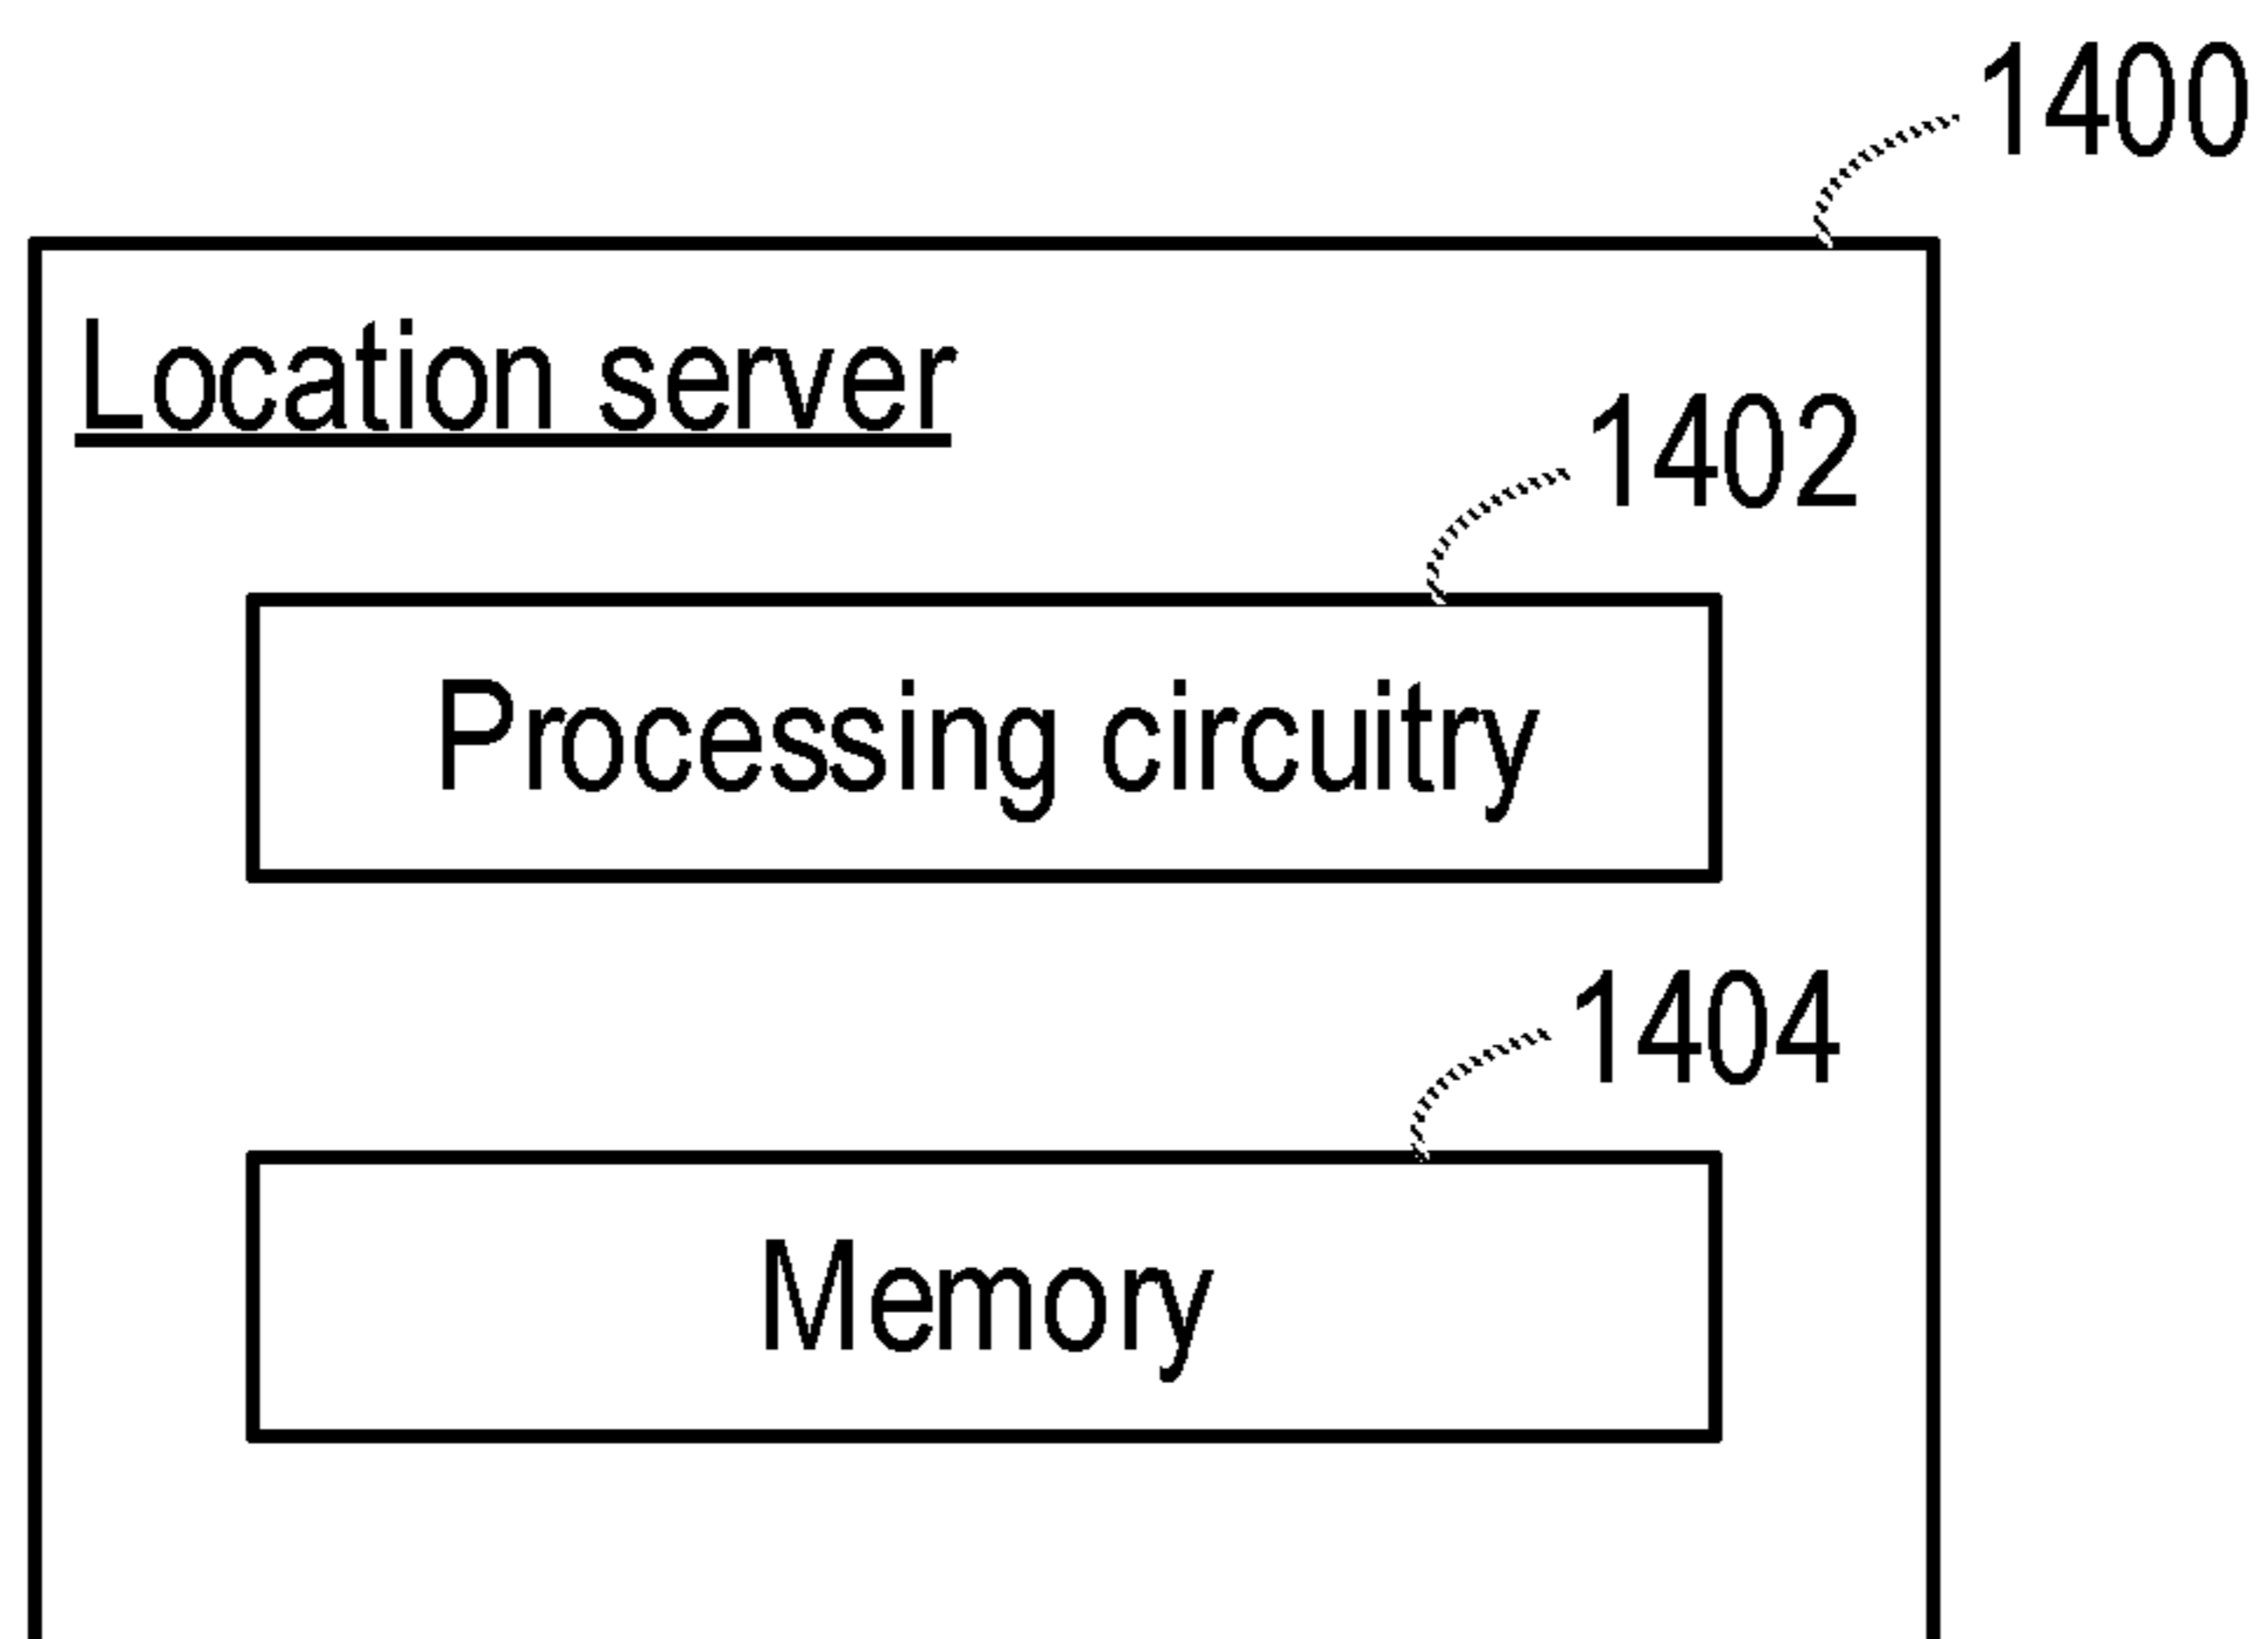 1400
Location server
1402
Processing circuitry
1404
Memory